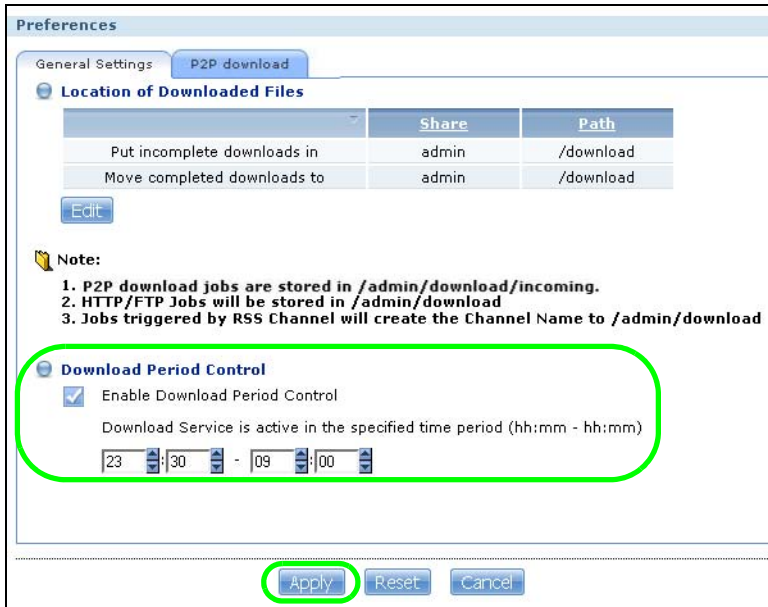 Preferences
General Settings P2P download
Location of Downloaded Files
Share Path
Put incomplete downloads in admin /download
Move completed downloads to admin /download
Edit
Note:
1. P2P download jobs are stored in /admin/download/incoming.
2. HTTP/FTP Jobs will be stored in /admin/download
3. Jobs triggered by RSS Channel will create the Channel Name to /admin/download
Download Period Control
Enable Download Period Control
Download Service is active in the specified time period (hh:mm - hh:mm)
23 : 30 - 09 : 00
Apply Reset Cancel